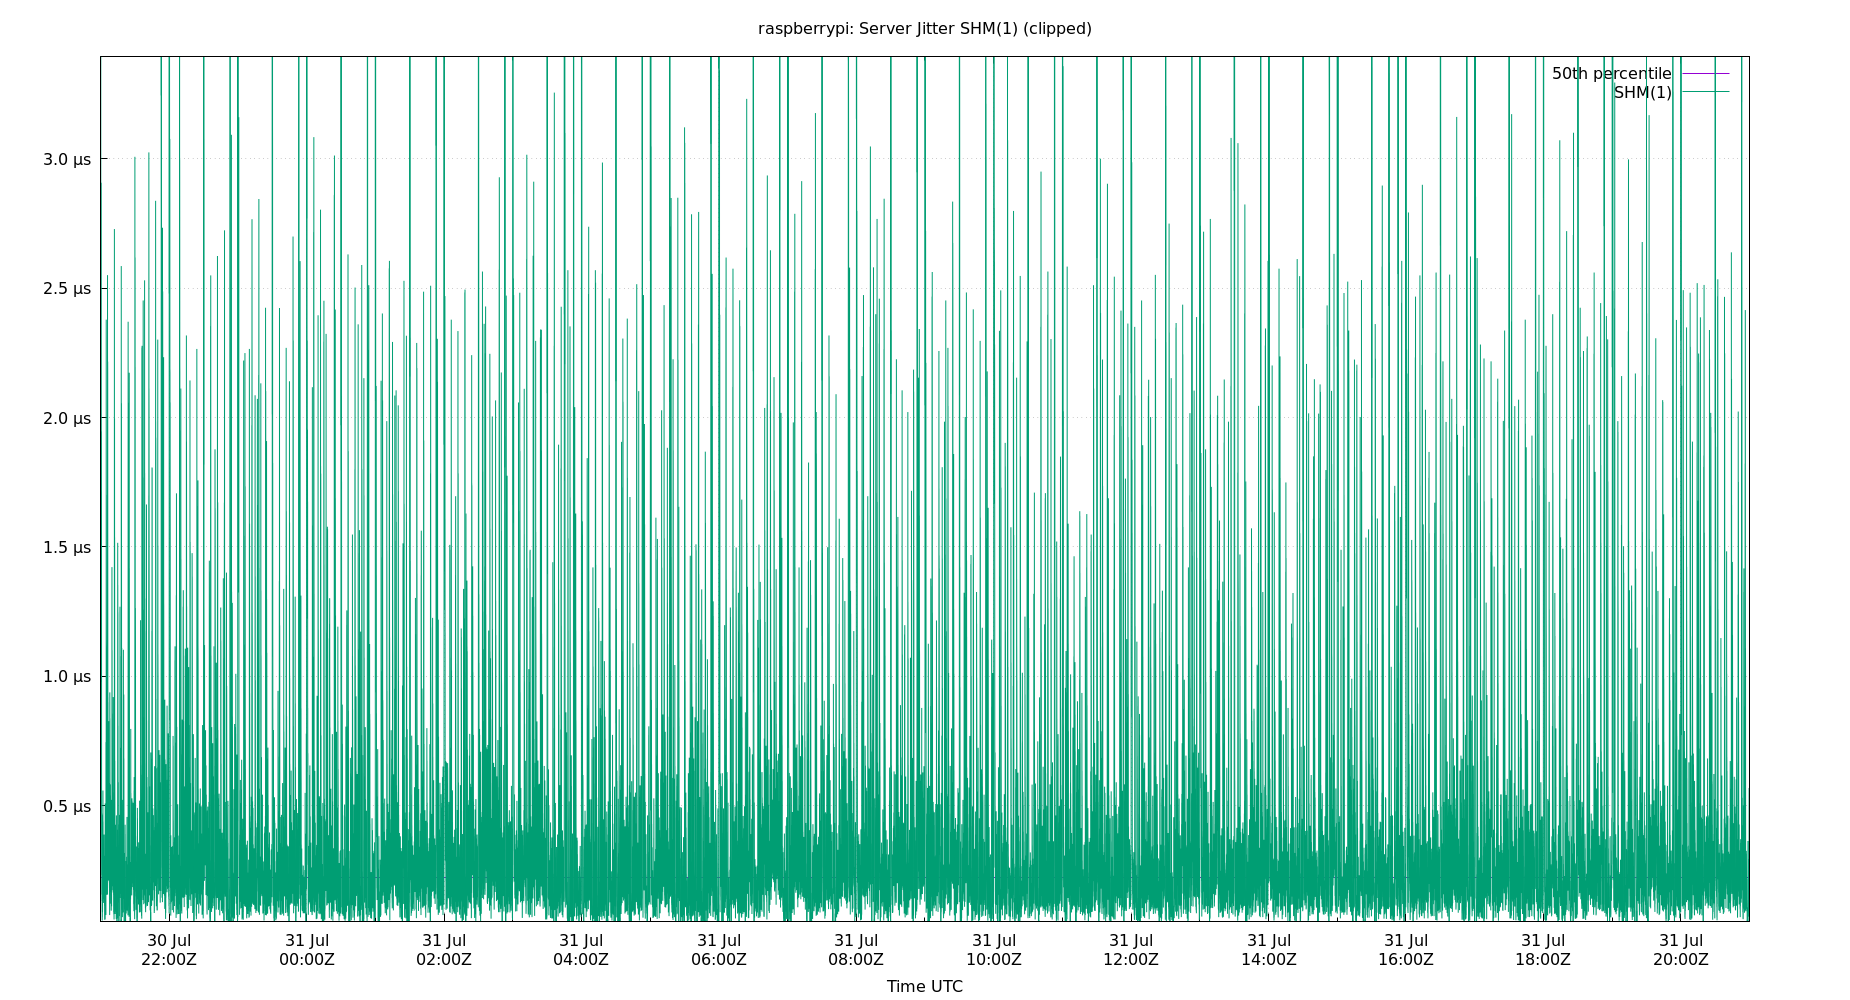 raspberrypi: Server Jitter SHM(1) (clipped)
50th percentile
SHM(1)
3.0 µs
2.5 µs
2.0 µs
1.5 µs
1.0 µs
0.5 µs
30 Jul 31 Jul 31 Jul 31 Jul 31 Jul 31 Jul 31 Jul 31 Jul 31 Jul 31 Jul 31 Jul 31 Jul
22:00Z 00:00Z 02:00Z 04:00Z 06:00Z 08:00Z 10:00Z 12:00Z 14:00Z 16:00Z 18:00Z 20:00Z
Time UTC